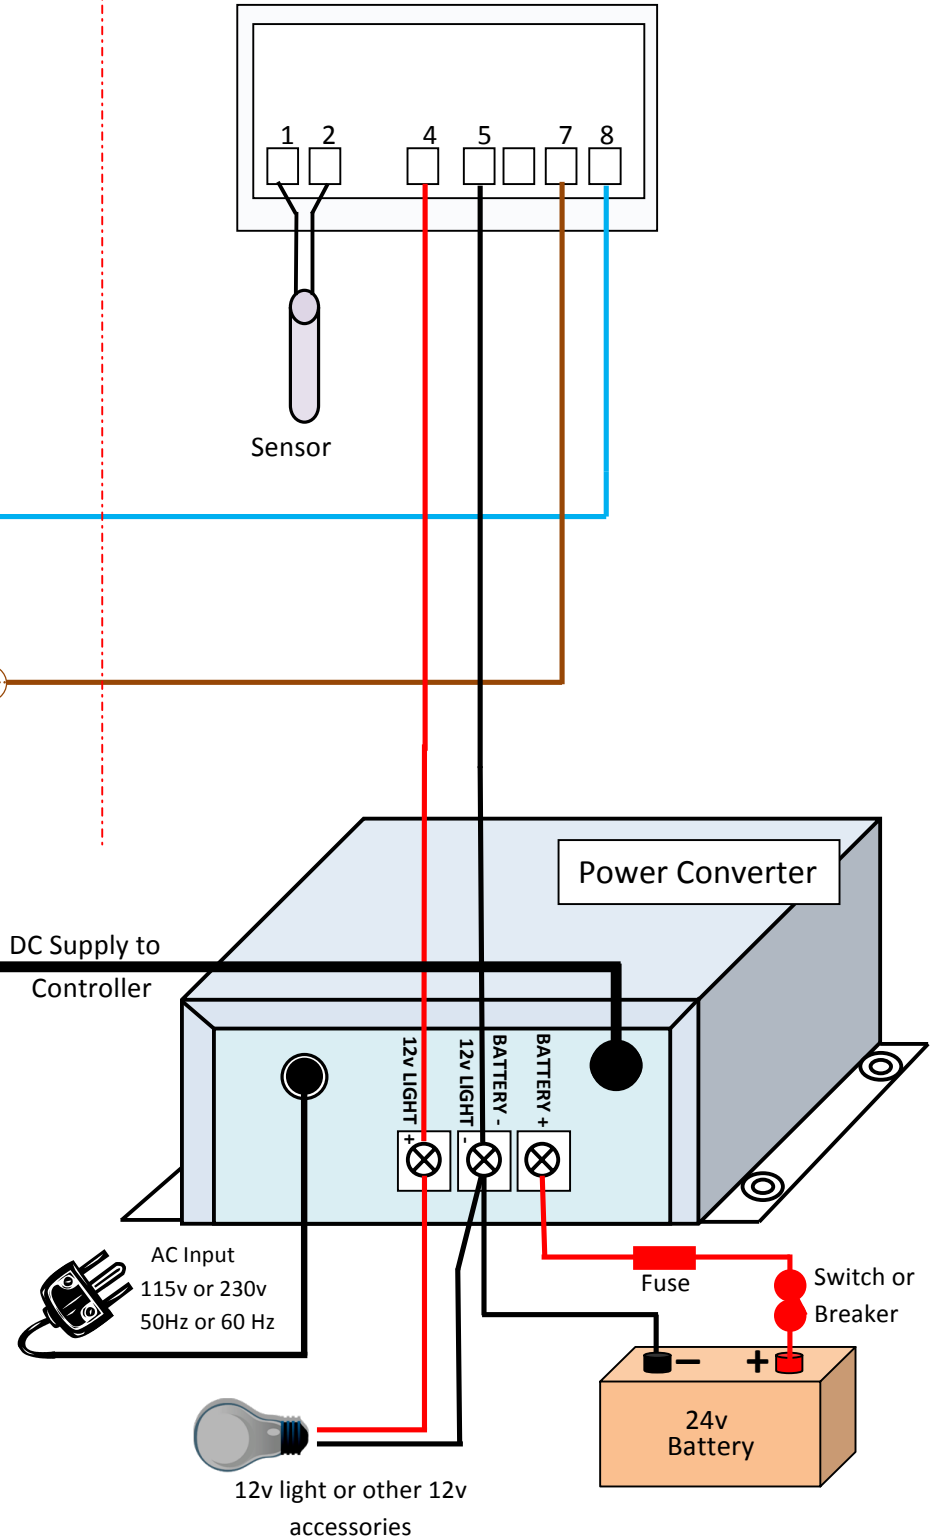 1 2 4 5 7 8
Sensor
Power Converter
DC Supply to
Controller
12v LIGHT +
12v LIGHT -
BATTERY -
BATTERY +
AC Input
115v or 230v
50Hz or 60 Hz
Fuse
Switch or
Breaker
− +
24v
Battery
12v light or other 12v
accessories